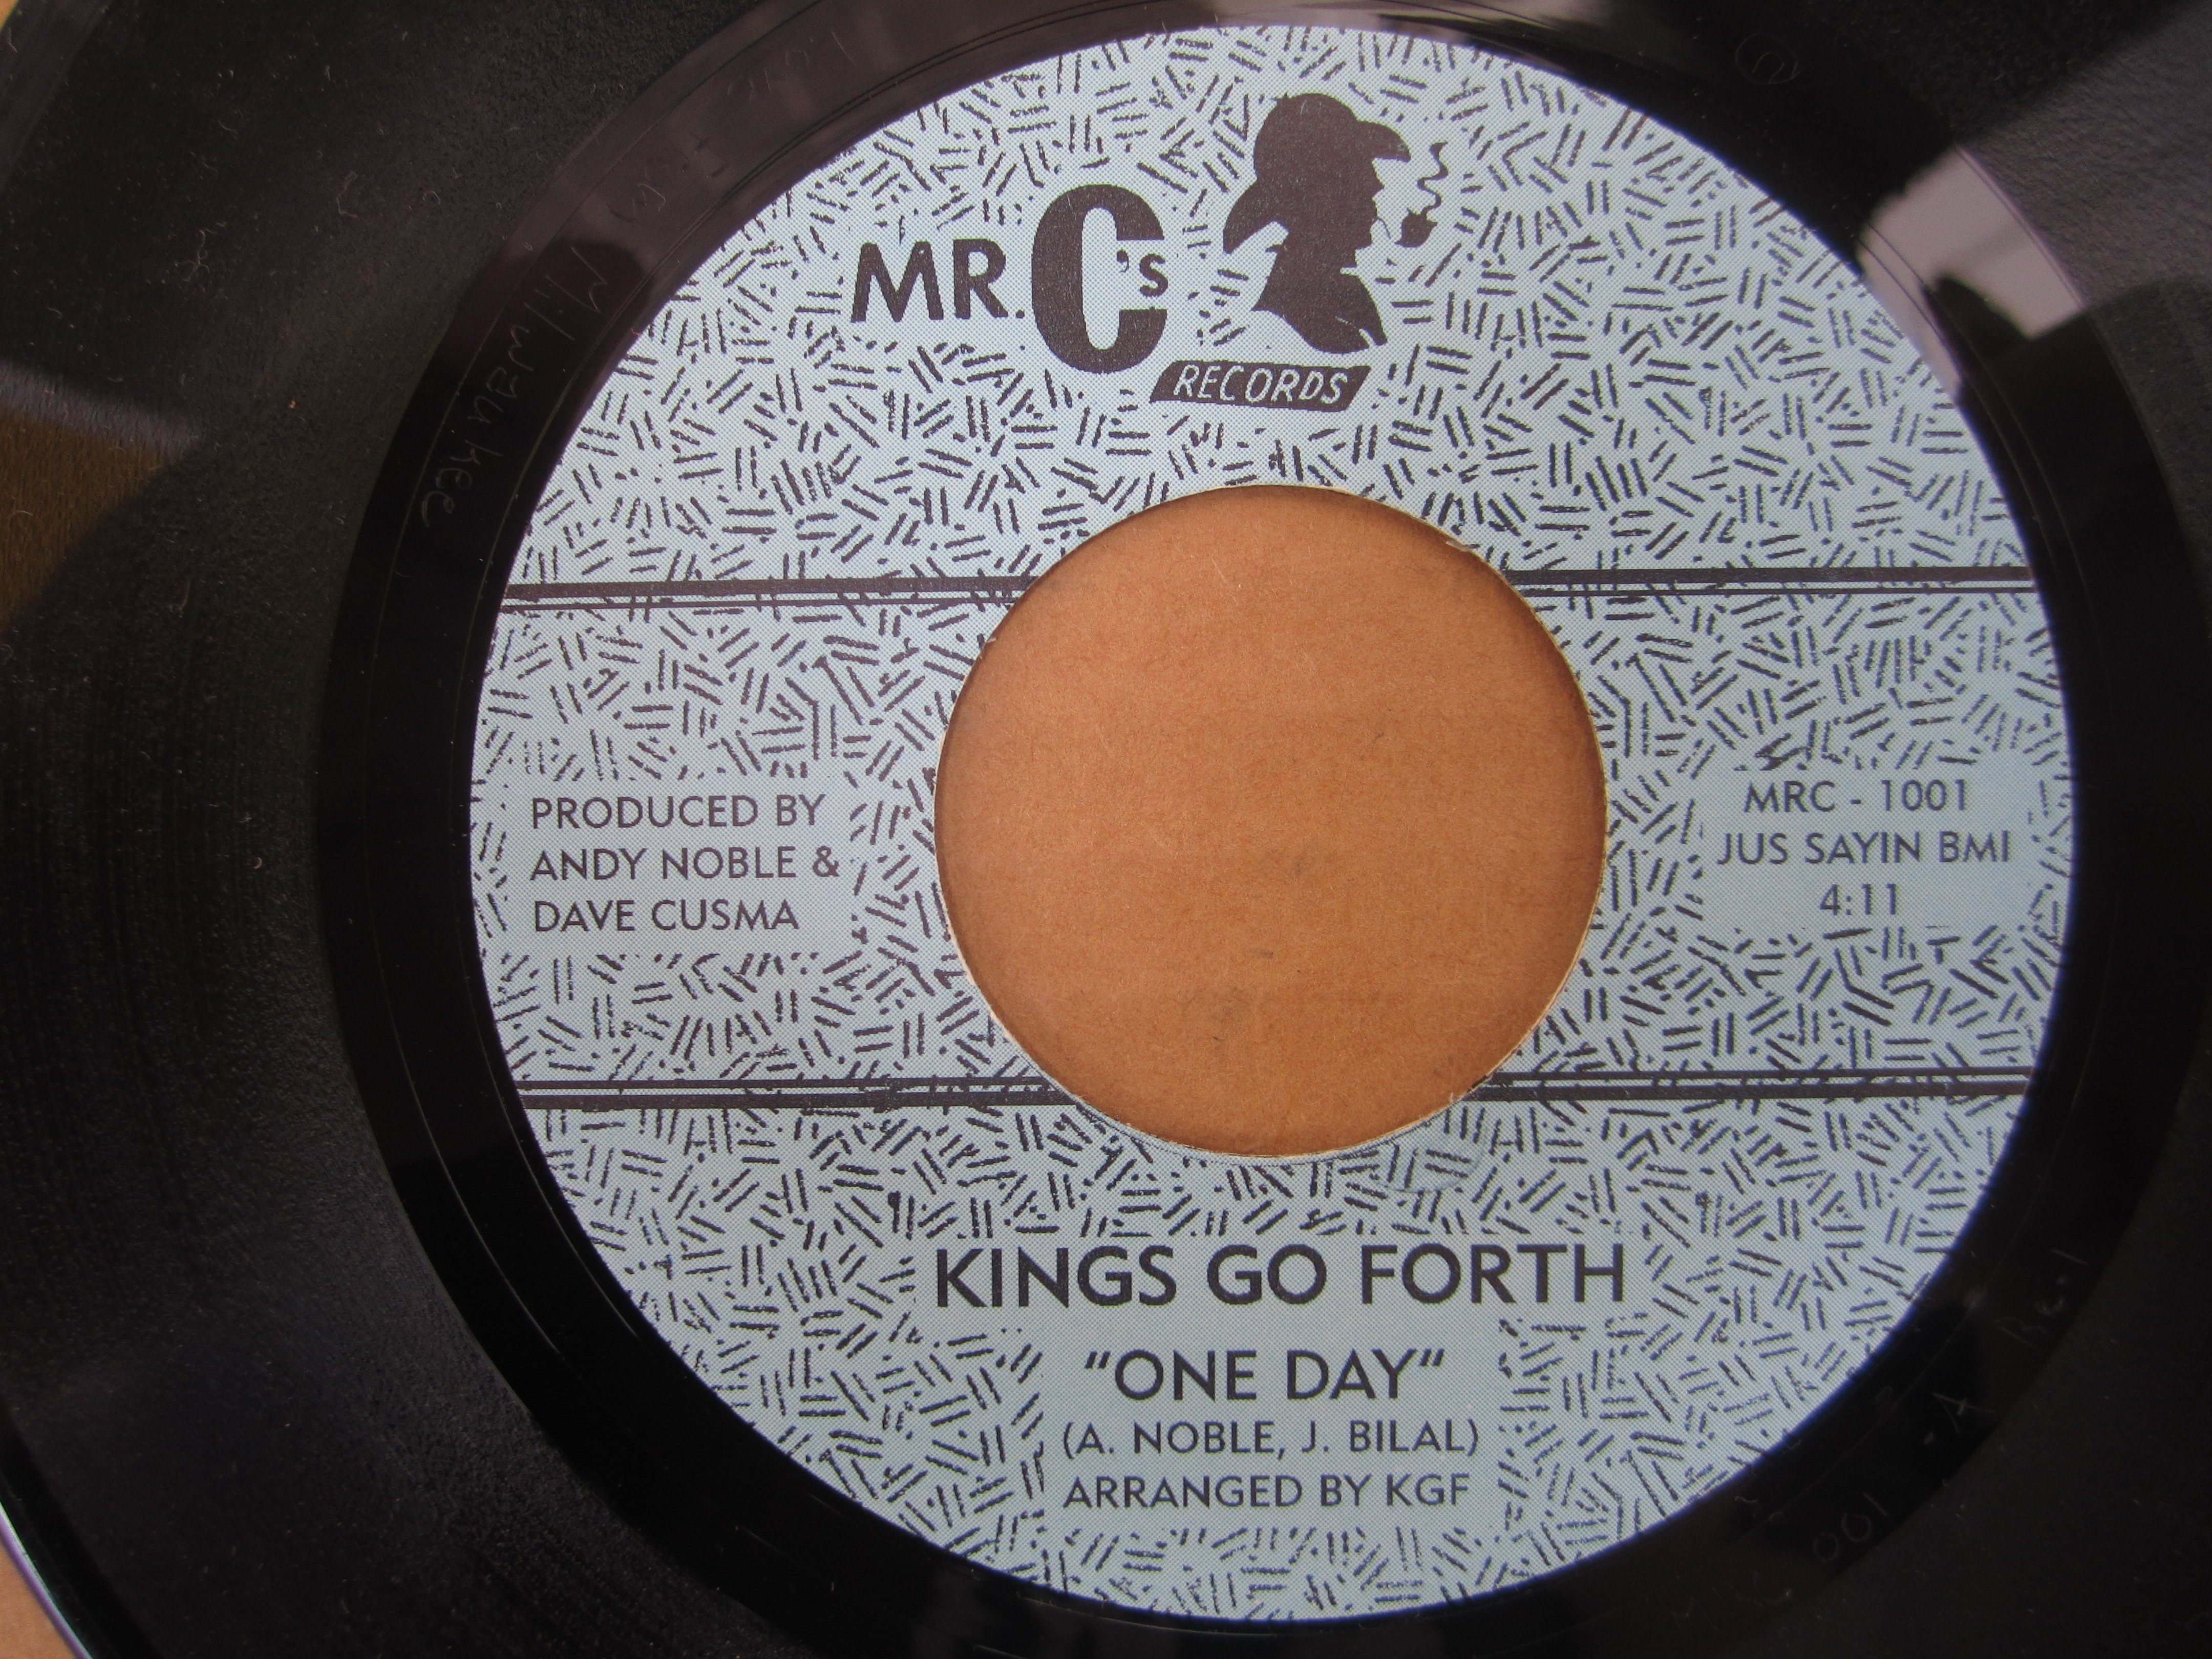 MR. C's
RECORDS
PRODUCED BY
ANDY NOBLE &
DAVE CUSMA
MRC - 1001
JUS SAYIN BMI
4:11
KINGS GO FORTH
"ONE DAY"
(A. NOBLE, J. BILAL)
ARRANGED BY KGF
Milwaukee